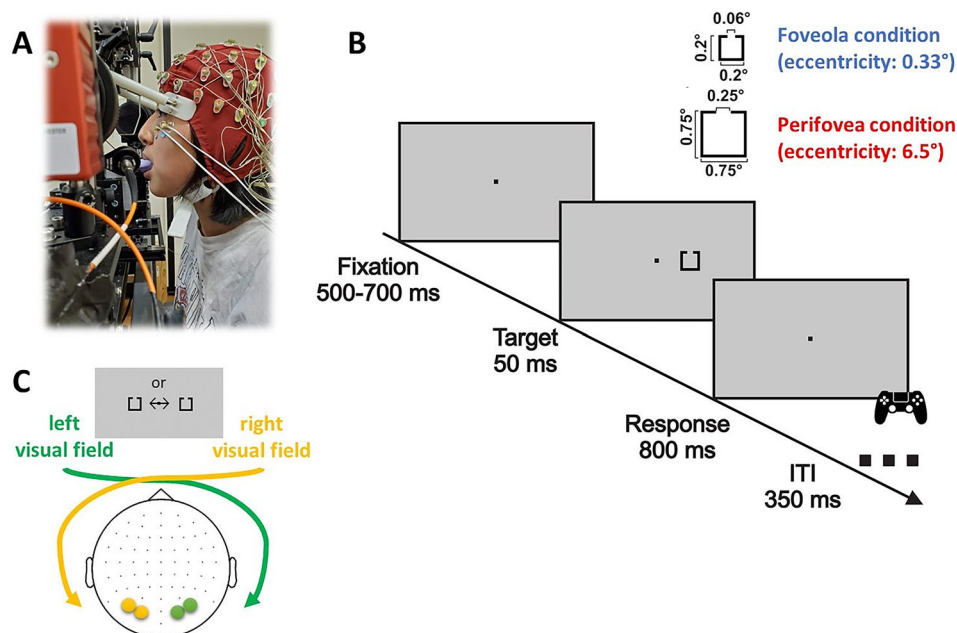 A
B
0.06°
0.2°
0.2°
Foveola condition
(eccentricity: 0.33°)
0.25°
0.75°
0.75°
Perifovea condition
(eccentricity: 6.5°)
Fixation
500-700 ms
Target
50 ms
Response
800 ms
ITI
350 ms
C
or
left
visual field
right
visual field